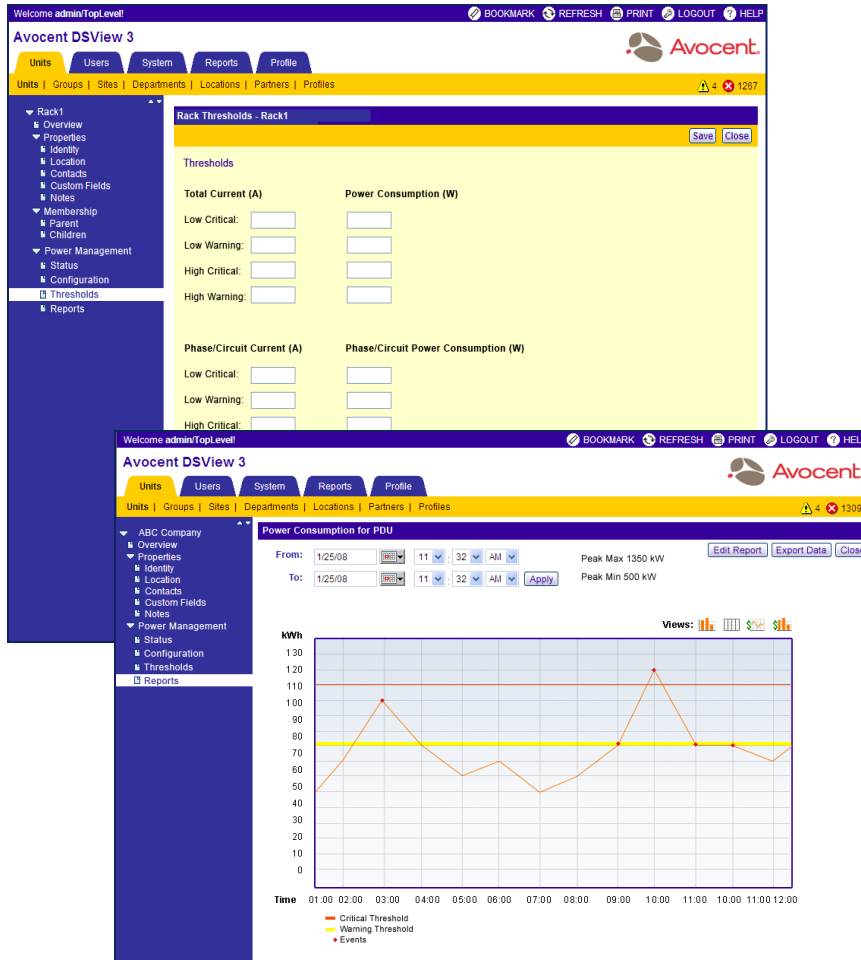 Welcome admin/TopLevel!
BOOKMARK REFRESH PRINT LOGOUT HELP
Avocent DSView 3
Avocent.
Units Users System Reports Profile
Units | Groups | Sites | Departments | Locations | Partners | Profiles
4 1267
Rack1
Overview
Properties
Identity
Location
Contacts
Custom Fields
Notes
Membership
Parent
Children
Power Management
Status
Configuration
Thresholds
Reports
Rack Thresholds - Rack1
Save Close
Thresholds
Total Current (A) Power Consumption (W)
Low Critical:
Low Warning:
High Critical:
High Warning:
Phase/Circuit Current (A) Phase/Circuit Power Consumption (W)
Low Critical:
Low Warning:
High Critical:
Welcome admin/TopLevel!
BOOKMARK REFRESH PRINT LOGOUT HEL
Avocent DSView 3
Avocent
Units Users System Reports Profile
Units | Groups | Sites | Departments | Locations | Partners | Profiles
4 1309
ABC Company
Overview
Properties
Identity
Location
Contacts
Custom Fields
Notes
Power Management
Status
Configuration
Thresholds
Reports
Power Consumption for PDU
Edit Report Export Data Close
From: 1/25/08 11 : 32 AM
Peak Max 1350 kW
To: 1/25/08 11 : 32 AM Apply
Peak Min 500 kW
Views:
kWh
130
120
110
100
90
80
70
60
50
40
30
20
10
0
Time 01:00 02:00 03:00 04:00 05:00 06:00 07:00 08:00 09:00 10:00 11:00 10:00 11:00 12:00
Critical Threshold
Warning Threshold
Events